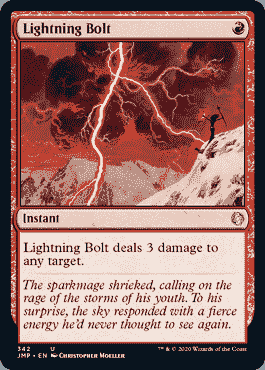 Lightning Bolt
Instant
Lightning Bolt deals 3 damage to
any target.
The sparkmage shrieked, calling on the
rage of the storms of his youth. To his
surprise, the sky responded with a fierce
energy he'd never thought to see again.
342 U
JMP • EN Christopher Moeller
™ & © 2020 Wizards of the Coast